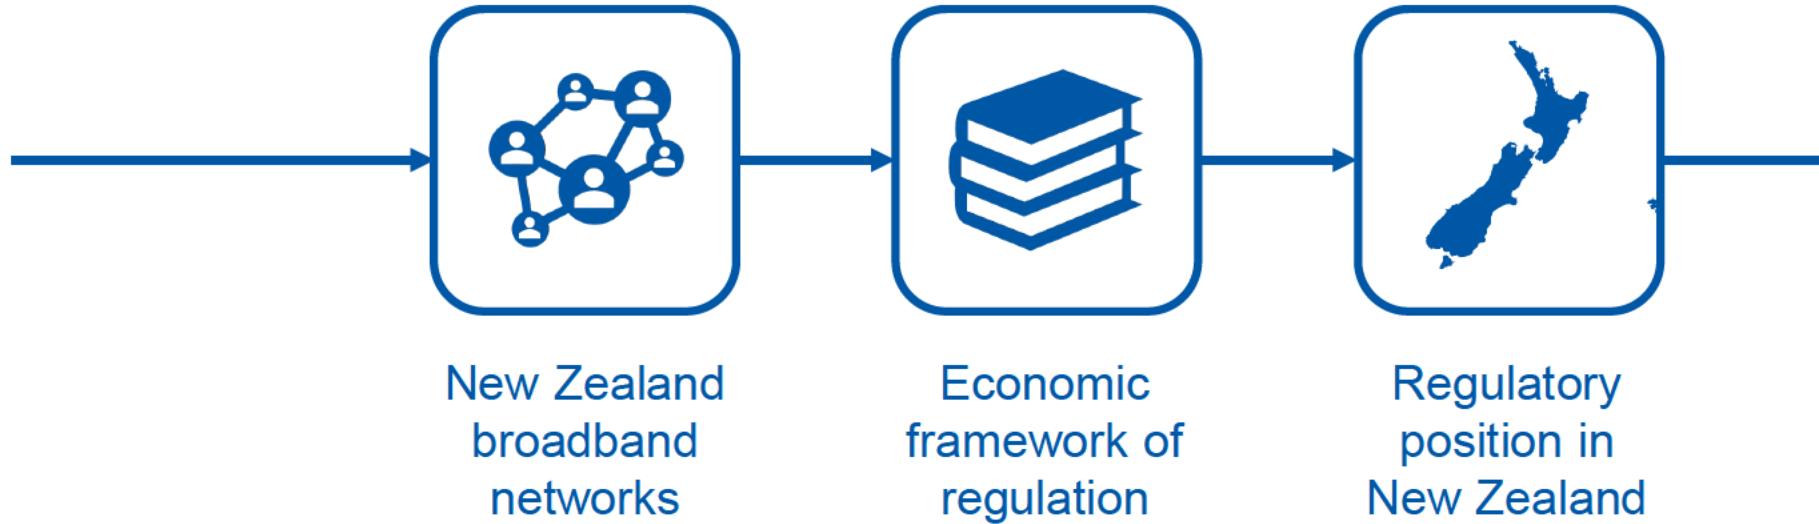 New Zealand
broadband
networks
Economic
framework of
regulation
Regulatory
position in
New Zealand